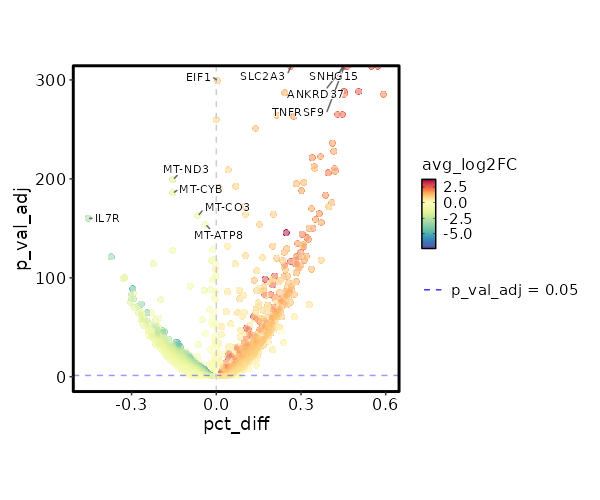 300
200
100
0
p_val_adj
EIF1
SLC2A3
SNHG15
ANKRD37
TNFRSF9
MT-ND3
MT-CYB
MT-CO3
IL7R
MT-ATP8
-0.3
0.0
0.3
0.6
pct_diff
avg_log2FC
2.5
0.0
-2.5
-5.0
p_val_adj = 0.05